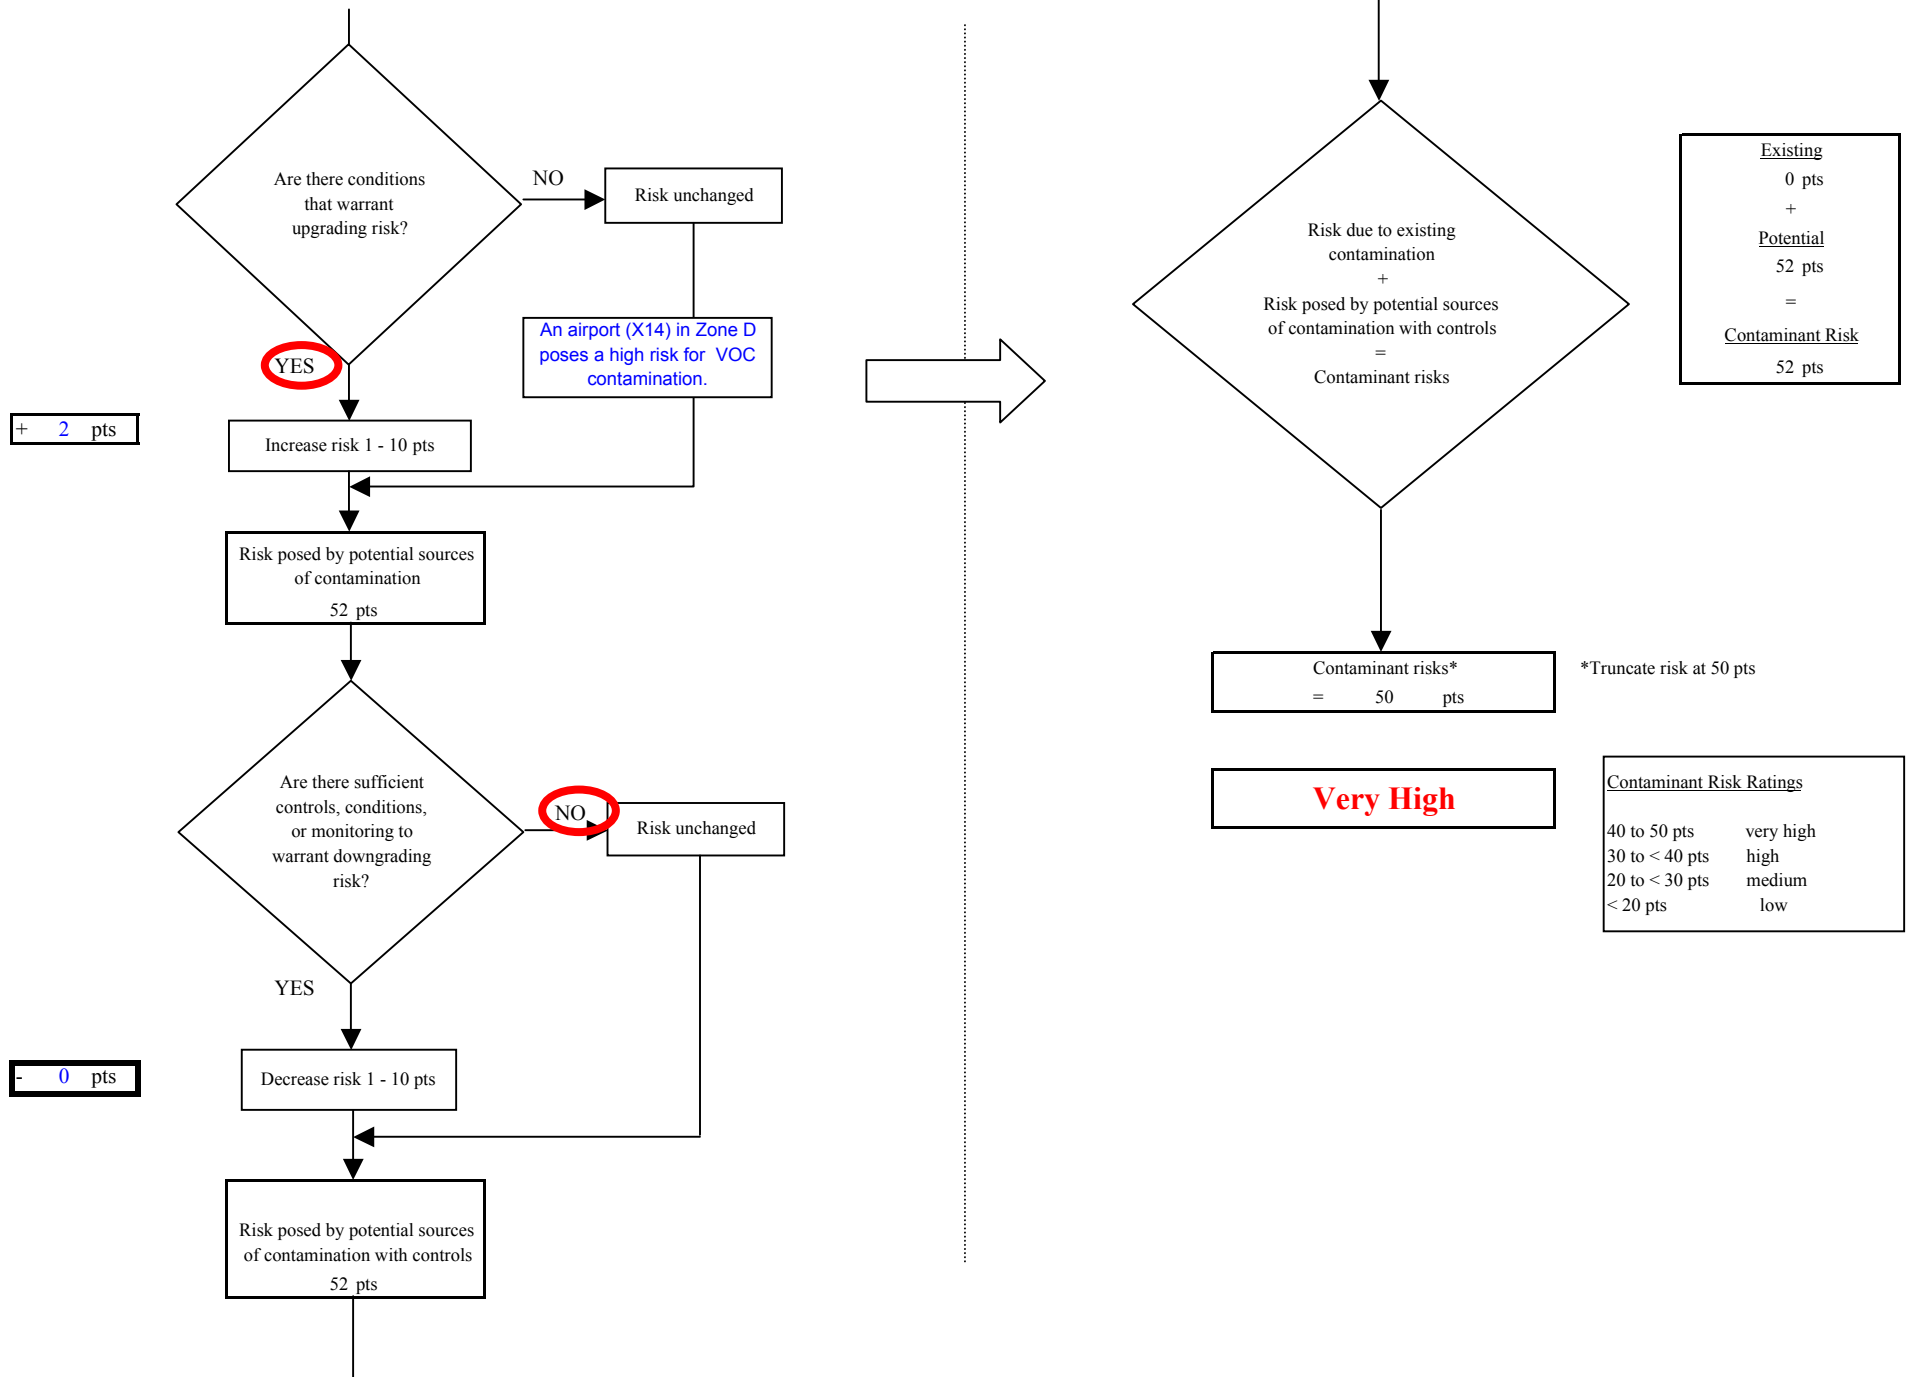 Are there conditions
that warrant
upgrading risk?
NO
Risk unchanged
An airport (X14) in Zone D
poses a high risk for VOC
contamination.
YES
+ 2 pts
Increase risk 1 - 10 pts
Risk posed by potential sources
of contamination
52 pts
Are there sufficient
controls, conditions,
or monitoring to
warrant downgrading
risk?
NO
Risk unchanged
YES
- 0 pts
Decrease risk 1 - 10 pts
Risk posed by potential sources
of contamination with controls
52 pts
Risk due to existing
contamination
+
Risk posed by potential sources
of contamination with controls
=
Contaminant risks
Existing
0 pts
+
Potential
52 pts
=
Contaminant Risk
52 pts
Contaminant risks*
= 50 pts
*Truncate risk at 50 pts
Very High
Contaminant Risk Ratings
40 to 50 pts very high
30 to < 40 pts high
20 to < 30 pts medium
< 20 pts low